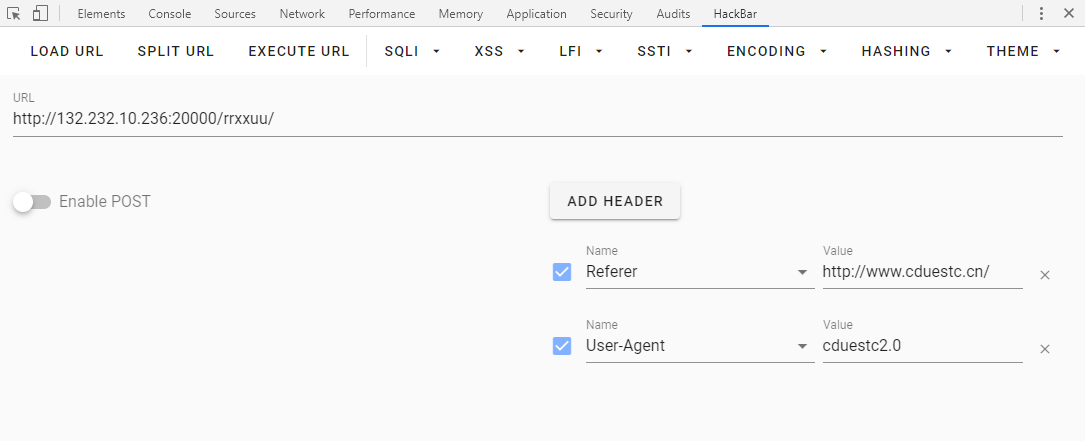 Elements Console Sources Network Performance Memory Application Security Audits HackBar
LOAD URL SPLIT URL EXECUTE URL SQLI XSS LFI SSTI ENCODING HASHING THEME
URL
http://132.232.10.236:20000/rrxxuu/
Enable POST ADD HEADER
Name Value
Referer http://www.cduestc.cn/
Name Value
User-Agent cduestc2.0